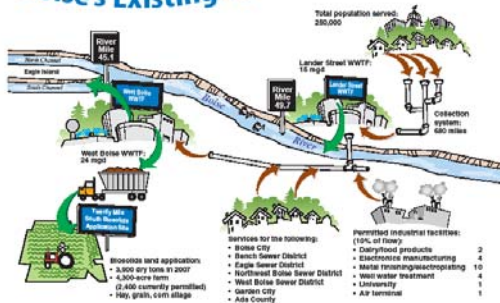 Boise's Existing
Total population served:
250,000
River
Mile
45.1
North Channel
Eagle Island
South Channel
West Boise
WWTF
Lander Street WWTF:
15 mgd
Lander Street
WWTF
River
Mile
49.7
Boise
River
Collection
system:
680 miles
West Boise WWTF:
24 mgd
Twenty Mile
South Biosolids
Application Site
Biosolids land application:
• 3,900 dry tons in 2007
• 4,300-acre farm
(2,400 currently permitted)
• Hay, grain, corn silage
Services for the following:
• Boise City
• Bench Sewer District
• Eagle Sewer District
• Northwest Boise Sewer District
• West Boise Sewer District
• Garden City
• Ada County
Permitted industrial facilities:
(10% of flow):
• Dairy/food products 2
• Electronics manufacturing 4
• Metal finishing/electroplating 10
• Well water treatment 4
• University 1
• Air terminal 1